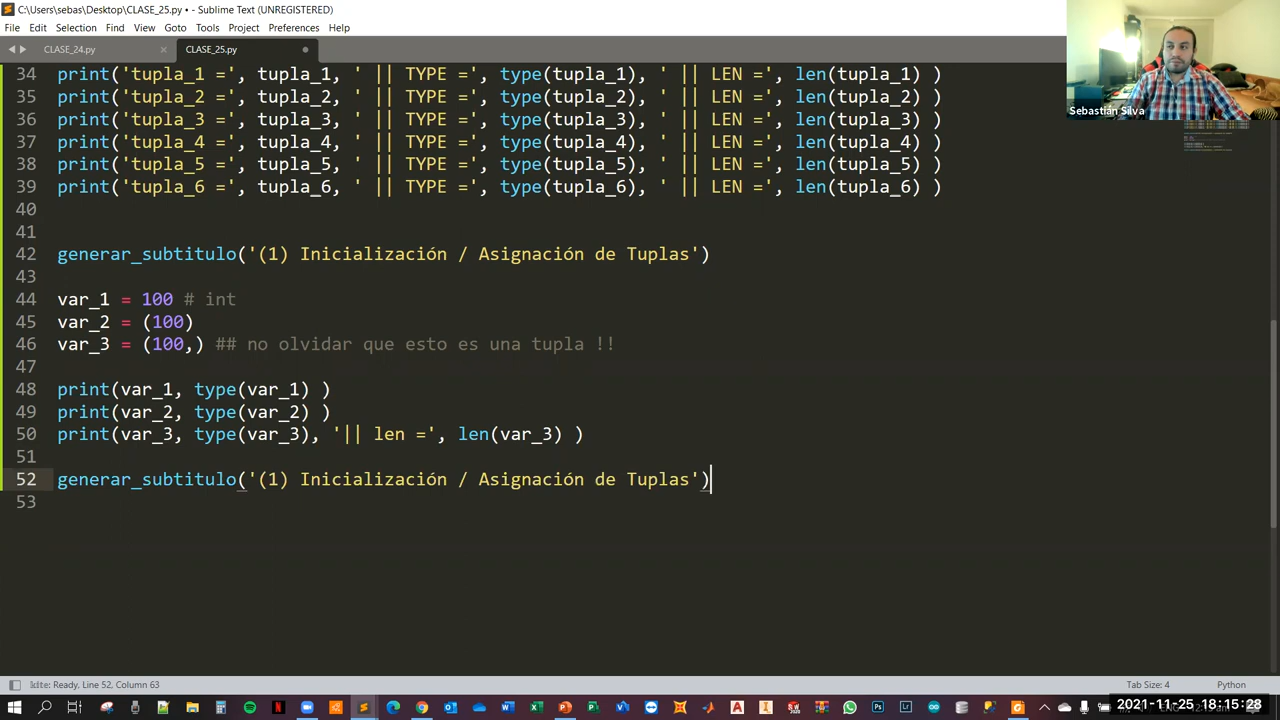 C:\Users\sebas\Desktop\CLASE_25.py • - Sublime Text (UNREGISTERED)
File Edit Selection Find View Goto Tools Project Preferences Help
CLASE_24.py CLASE_25.py
Sebastián Silva
34 print('tupla_1 =', tupla_1, ' || TYPE =', type(tupla_1), ' || LEN =', len(tupla_1) )
35 print('tupla_2 =', tupla_2, ' || TYPE =', type(tupla_2), ' || LEN =', len(tupla_2) )
36 print('tupla_3 =', tupla_3, ' || TYPE =', type(tupla_3), ' || LEN =', len(tupla_3) )
37 print('tupla_4 =', tupla_4, ' || TYPE =', type(tupla_4), ' || LEN =', len(tupla_4) )
38 print('tupla_5 =', tupla_5, ' || TYPE =', type(tupla_5), ' || LEN =', len(tupla_5) )
39 print('tupla_6 =', tupla_6, ' || TYPE =', type(tupla_6), ' || LEN =', len(tupla_6) )
40
41
42 generar_subtitulo('(1) Inicialización / Asignación de Tuplas')
43
44 var_1 = 100 # int
45 var_2 = (100)
46 var_3 = (100,) ## no olvidar que esto es una tupla !!
47
48 print(var_1, type(var_1) )
49 print(var_2, type(var_2) )
50 print(var_3, type(var_3), '|| len =', len(var_3) )
51
52 generar_subtitulo('(1) Inicialización / Asignación de Tuplas')
53
Ready, Line 52, Column 63 Tab Size: 4 Python
2021-11-25 18:15:28